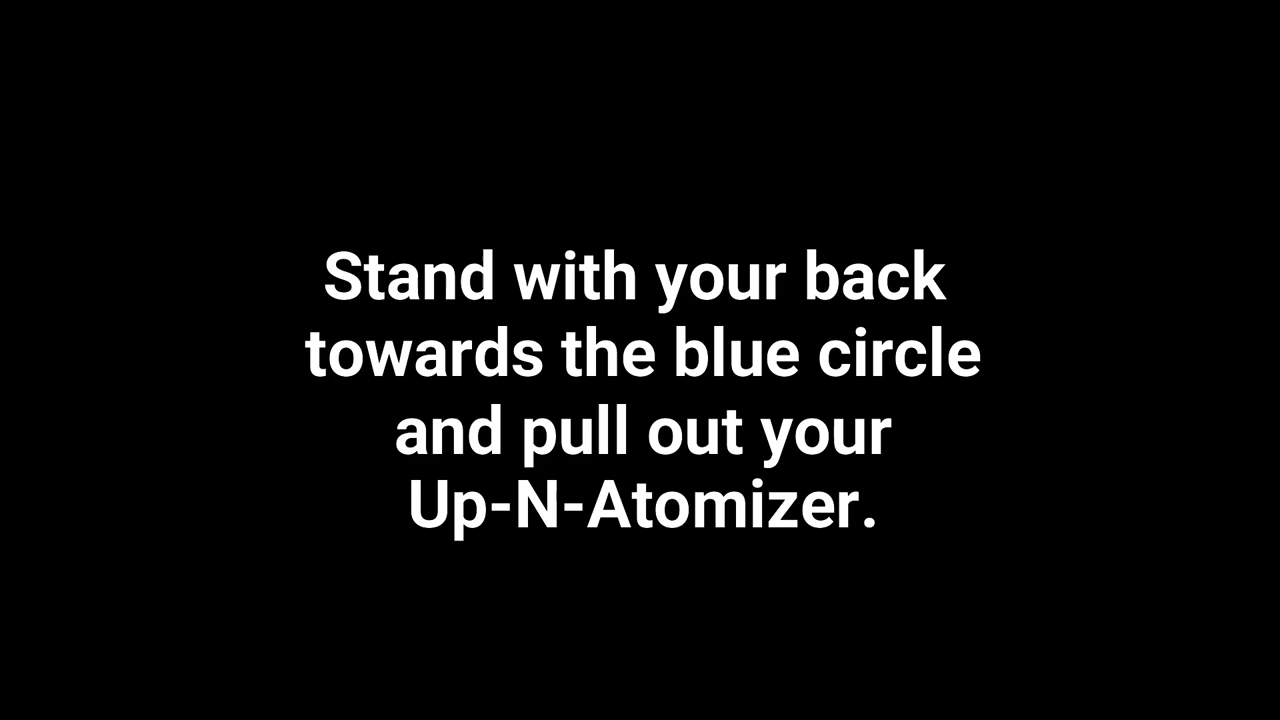 Stand with your back
towards the blue circle
and pull out your
Up-N-Atomizer.